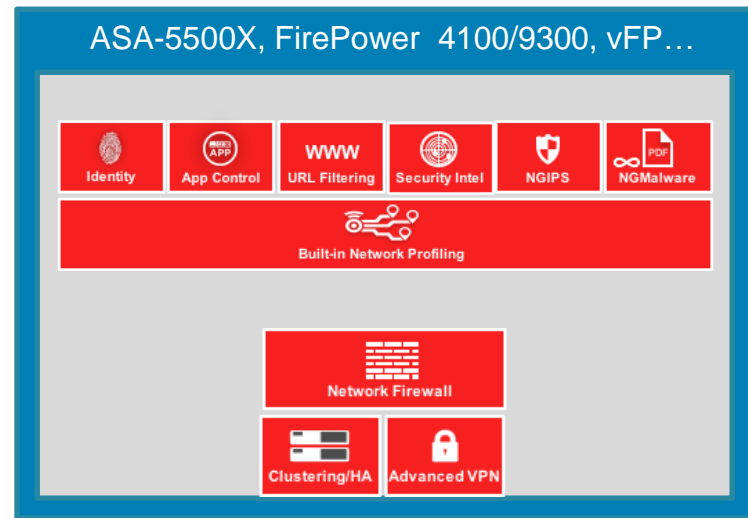 ASA-5500X, FirePower 4100/9300, vFP…
Identity
APP
App Control
WWW
URL Filtering
Security Intel
NGIPS
PDF
NGMalware
Built-in Network Profiling
Network Firewall
Clustering/HA
Advanced VPN